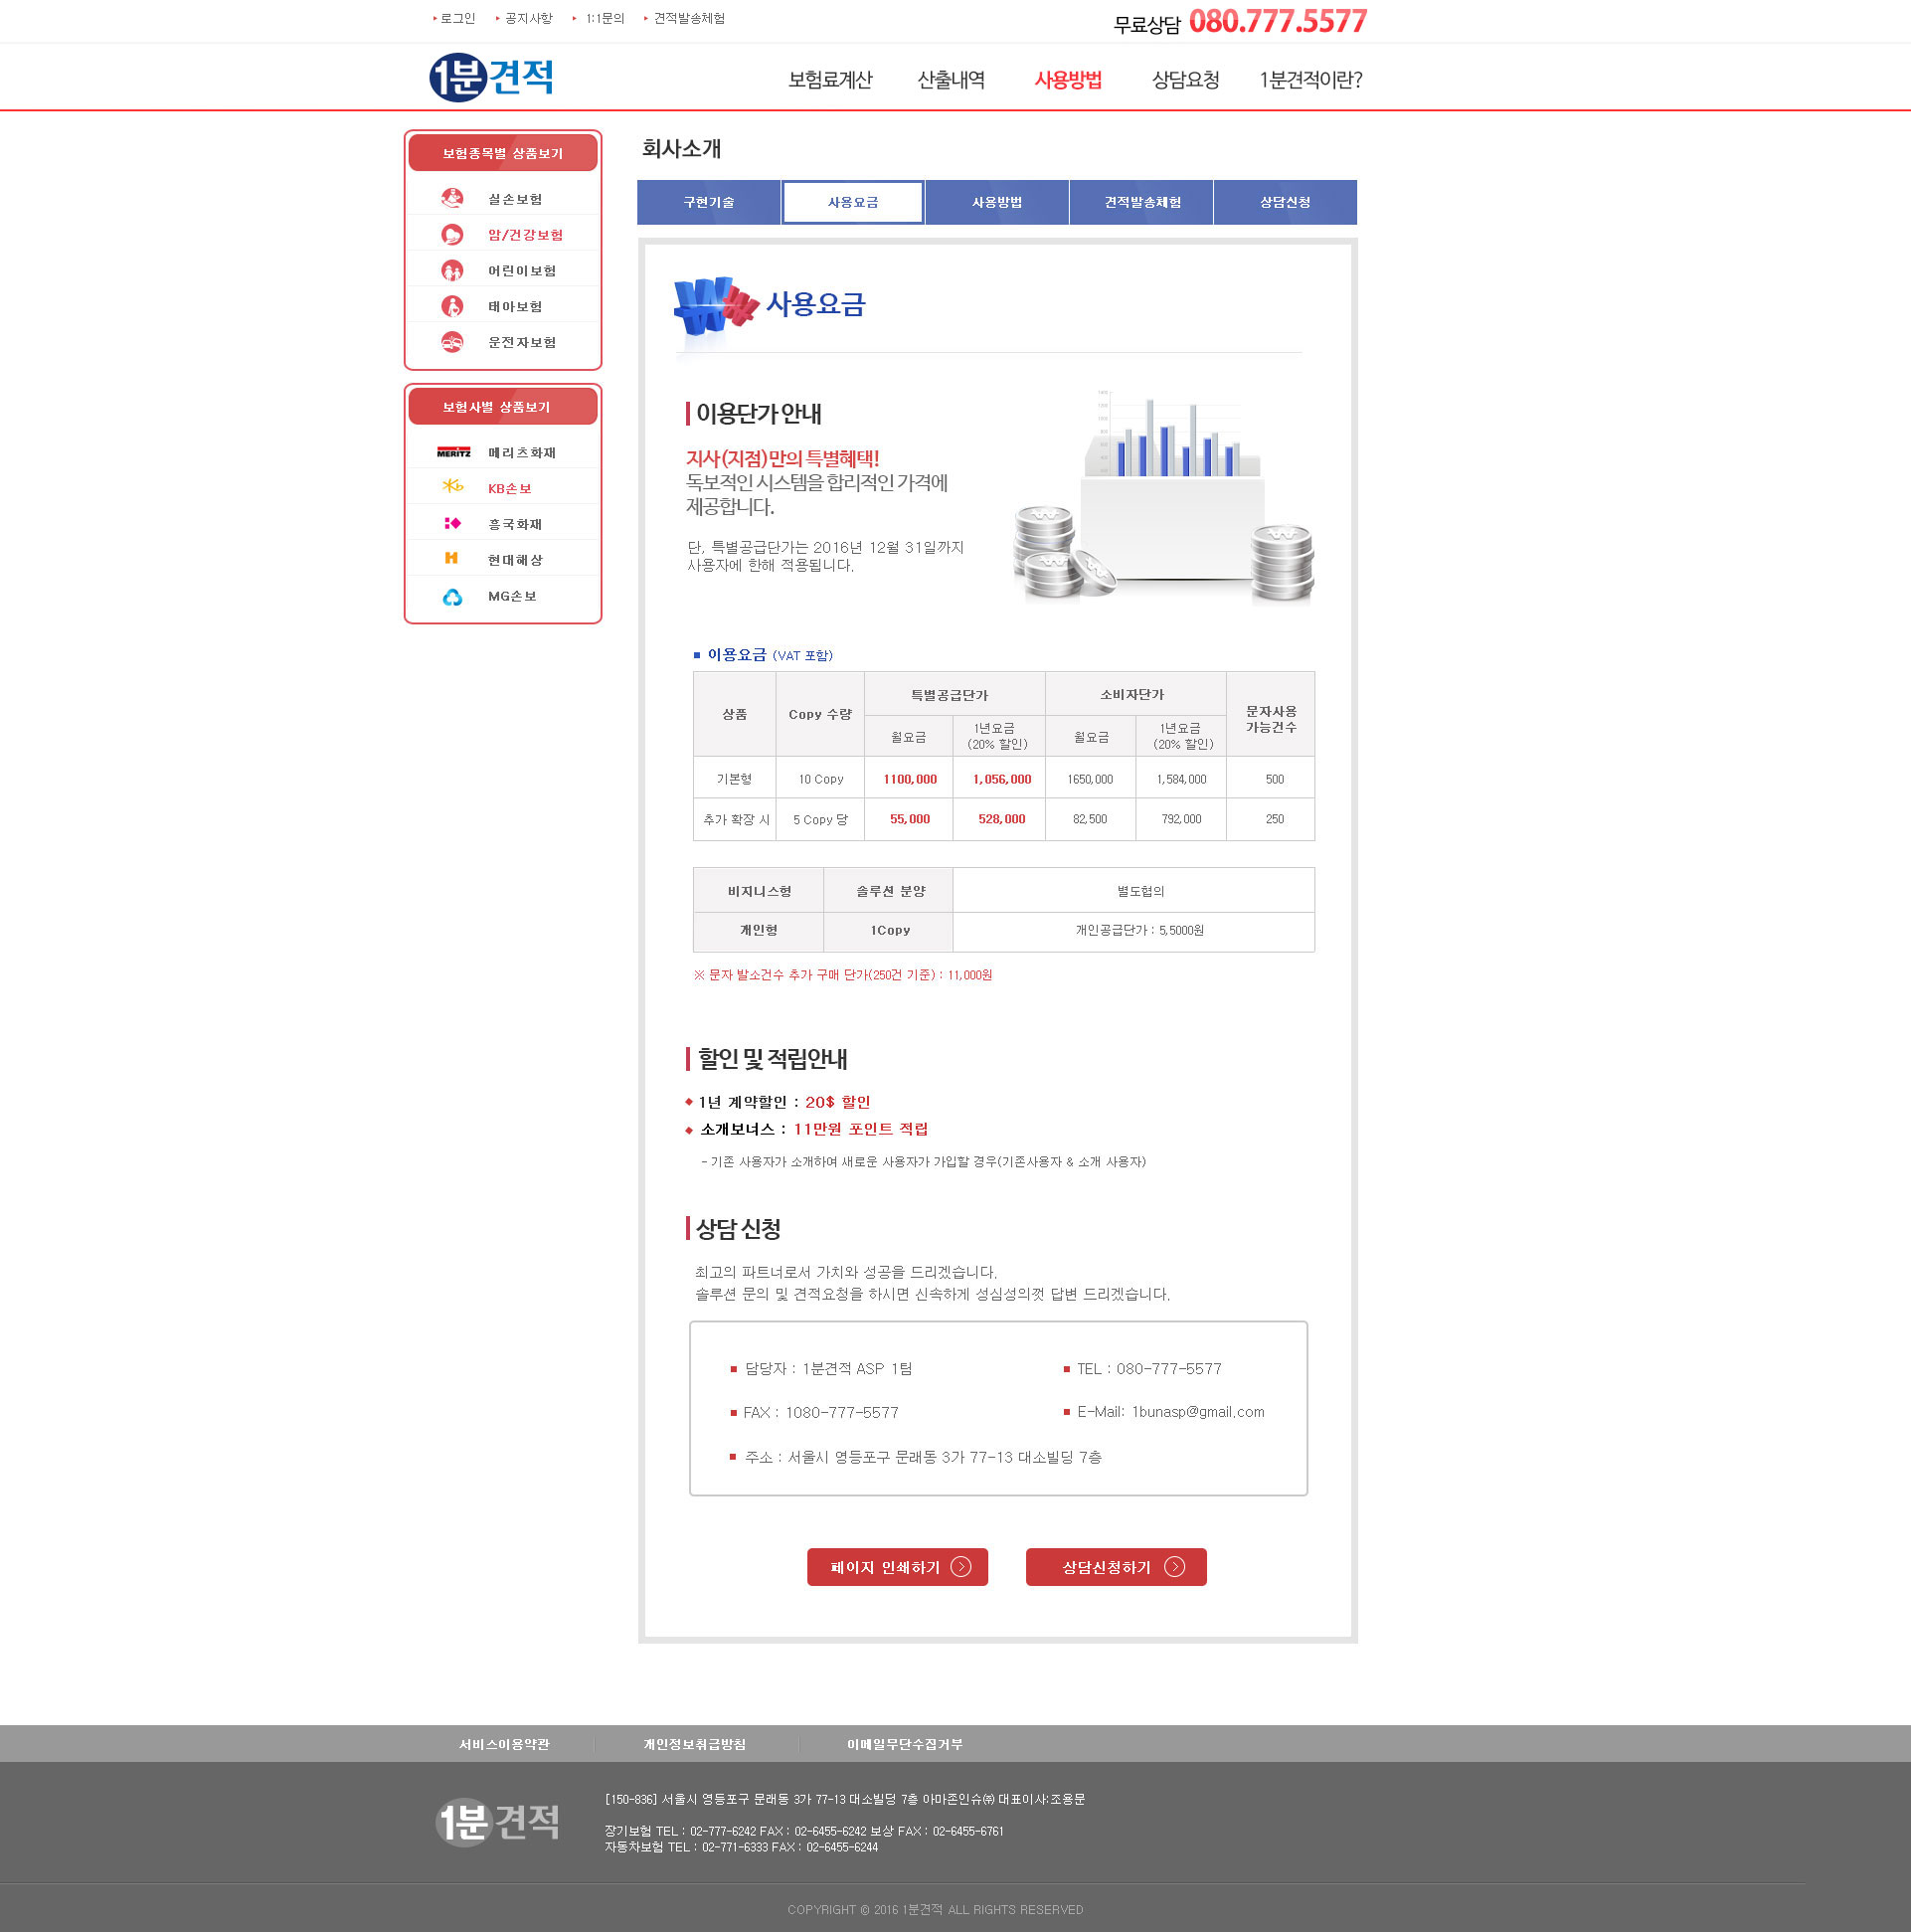 로그인 공지사항 1:1문의 견적발송체험
무료상담 080.777.5577
1분견적
보험료계산 산출내역 사용방법 상담요청 1분견적이란?
보험종목별 상품보기
실손보험
암/건강보험
어린이보험
태아보험
운전자보험
보험사별 상품보기
MERITZ 메리츠화재
KB손보
흥국화재
현대해상
MG손보
회사소개
구현기술 사용요금 사용방법 견적발송체험 상담신청
사용요금
이용단가 안내
지사(지점)만의 특별혜택!
독보적인 시스템을 합리적인 가격에
제공합니다.
단, 특별공급단가는 2016년 12월 31일까지
사용자에 한해 적용됩니다.
■ 이용요금 (VAT 포함)
상품 Copy 수량 특별공급단가 소비자단가 문자사용
가능건수
월요금 1년요금
(20% 할인) 월요금 1년요금
(20% 할인)
기본형 10 Copy 1100,000 1,056,000 1650,000 1,584,000 500
추가 확장 시 5 Copy 당 55,000 528,000 82,500 792,000 250
비지니스형 솔루션 분양 별도협의
개인형 1Copy 개인공급단가 : 5,5000원
※ 문자 발소건수 추가 구매 단가(250건 기준) : 11,000원
할인 및 적립안내
◆ 1년 계약할인 : 20$ 할인
◆ 소개보너스 : 11만원 포인트 적립
- 기존 사용자가 소개하여 새로운 사용자가 가입할 경우(기존사용자 & 소개 사용자)
상담 신청
최고의 파트너로서 가치와 성공을 드리겠습니다.
솔루션 문의 및 견적요청을 하시면 신속하게 성심성의껏 답변 드리겠습니다.
■ 담당자 : 1분견적 ASP 1팀 ■ TEL : 080-777-5577
■ FAX : 1080-777-5577 ■ E-Mail: 1bunasp@gmail.com
■ 주소 : 서울시 영등포구 문래동 3가 77-13 대소빌딩 7층
페이지 인쇄하기 상담신청하기
서비스이용약관 개인정보취급방침 이메일무단수집거부
1분견적
[150-836] 서울시 영등포구 문래동 3가 77-13 대소빌딩 7층 아마존인슈㈜ 대표이사:조용문
장기보험 TEL : 02-777-6242 FAX : 02-6455-6242 보상 FAX : 02-6455-6761
자동차보험 TEL : 02-771-6333 FAX : 02-6455-6244
COPYRIGHT © 2016 1분견적 ALL RIGHTS RESERVED